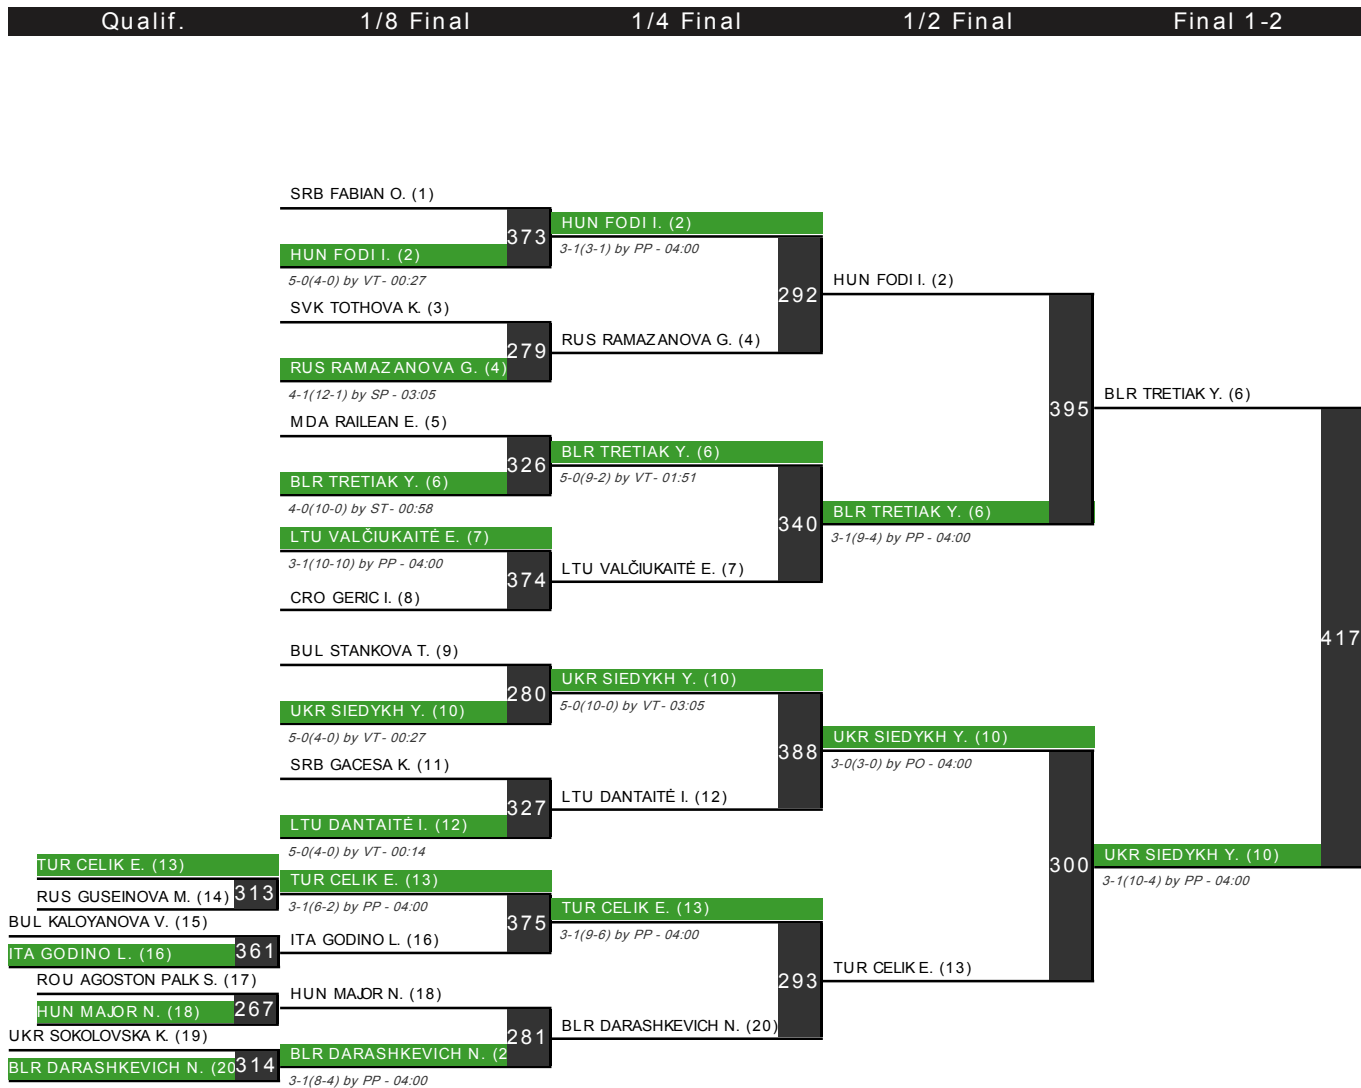 Qualif. 1/8 Final 1/4 Final 1/2 Final Final 1-2
SRB FABIAN O. (1)
HUN FODI I. (2)
373
HUN FODI I. (2)
3-1(3-1) by PP - 04:00
5-0(4-0) by VT - 00:27
292
HUN FODI I. (2)
SVK TOTHOVA K. (3)
279
RUS RAMAZANOVA G. (4)
RUS RAMAZANOVA G. (4)
4-1(12-1) by SP - 03:05
395
BLR TRETIAK Y. (6)
MDA RAILEAN E. (5)
326
BLR TRETIAK Y. (6)
5-0(9-2) by VT - 01:51
BLR TRETIAK Y. (6)
4-0(10-0) by ST - 00:58
340
BLR TRETIAK Y. (6)
3-1(9-4) by PP - 04:00
LTU VALČIUKAITĖ E. (7)
3-1(10-10) by PP - 04:00
374
LTU VALČIUKAITĖ E. (7)
CRO GERIC I. (8)
417
BUL STANKOVA T. (9)
280
UKR SIEDYKH Y. (10)
5-0(10-0) by VT - 03:05
UKR SIEDYKH Y. (10)
5-0(4-0) by VT - 00:27
388
UKR SIEDYKH Y. (10)
3-0(3-0) by PO - 04:00
SRB GACESA K. (11)
327
LTU DANTAITĖ I. (12)
LTU DANTAITĖ I. (12)
5-0(4-0) by VT - 00:14
300
UKR SIEDYKH Y. (10)
3-1(10-4) by PP - 04:00
TUR CELIK E. (13)
313
RUS GUSEINOVA M. (14)
TUR CELIK E. (13)
3-1(6-2) by PP - 04:00
375
TUR CELIK E. (13)
3-1(9-6) by PP - 04:00
BUL KALOYANOVA V. (15)
361
ITA GODINO L. (16)
ITA GODINO L. (16)
293
TUR CELIK E. (13)
ROU AGOSTON PALK S. (17)
267
HUN MAJOR N. (18)
HUN MAJOR N. (18)
281
BLR DARASHKEVICH N. (20)
UKR SOKOLOVSKA K. (19)
314
BLR DARASHKEVICH N. (20
BLR DARASHKEVICH N. (2
3-1(8-4) by PP - 04:00